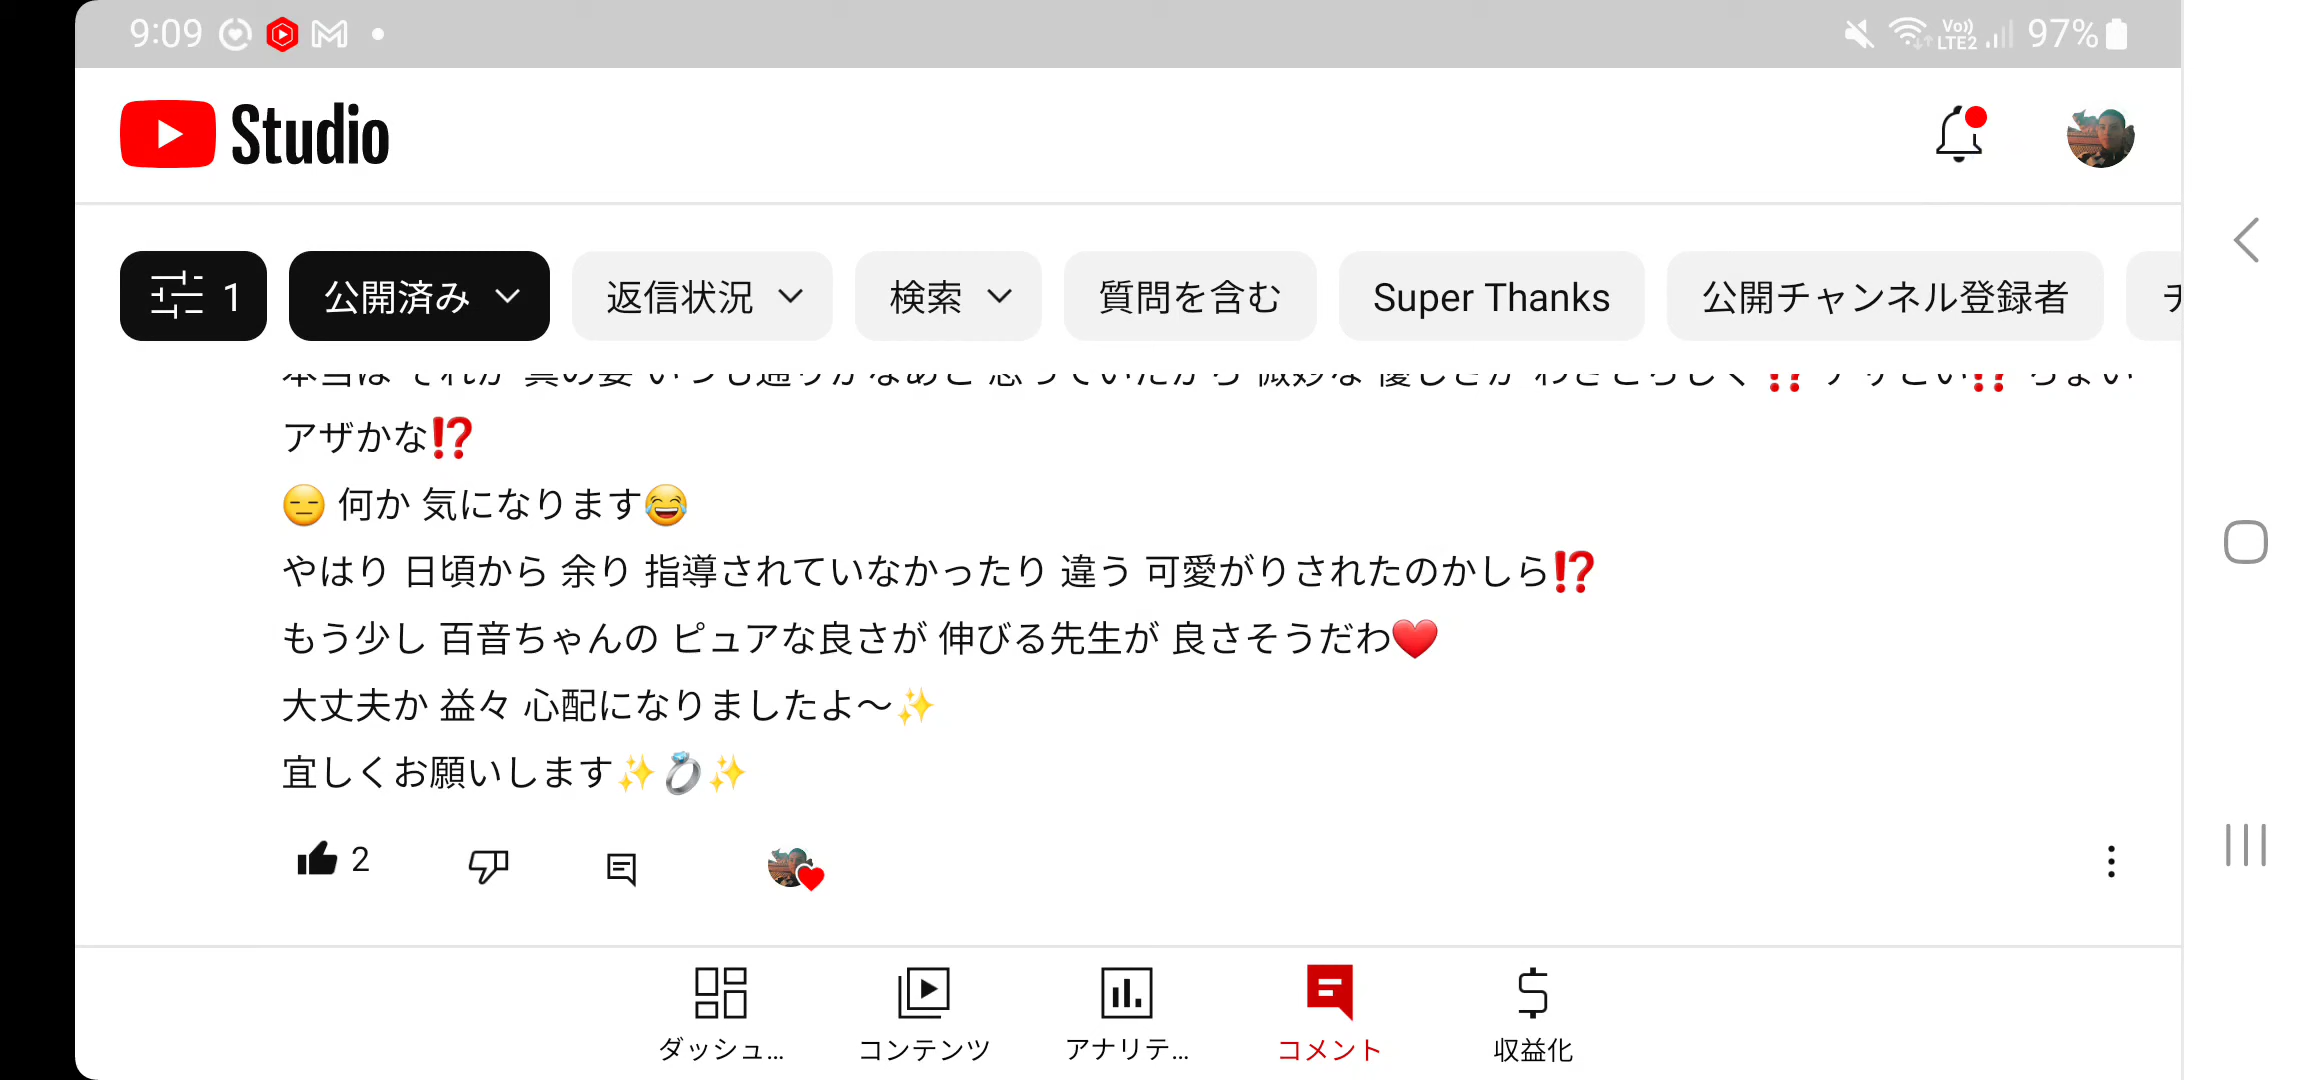 9:09
Vo)) LTE2 97%
Studio
1 公開済み 返信状況 検索 質問を含む Super Thanks 公開チャンネル登録者
アザかな⁉️
😑 何か 気になります😂
やはり 日頃から 余り 指導されていなかったり 違う 可愛がりされたのかしら⁉️
もう少し 百音ちゃんの ピュアな良さが 伸びる先生が 良さそうだわ❤️
大丈夫か 益々 心配になりましたよ〜✨
宜しくお願いします✨💍✨
2
ダッシュ... コンテンツ アナリテ... コメント 収益化